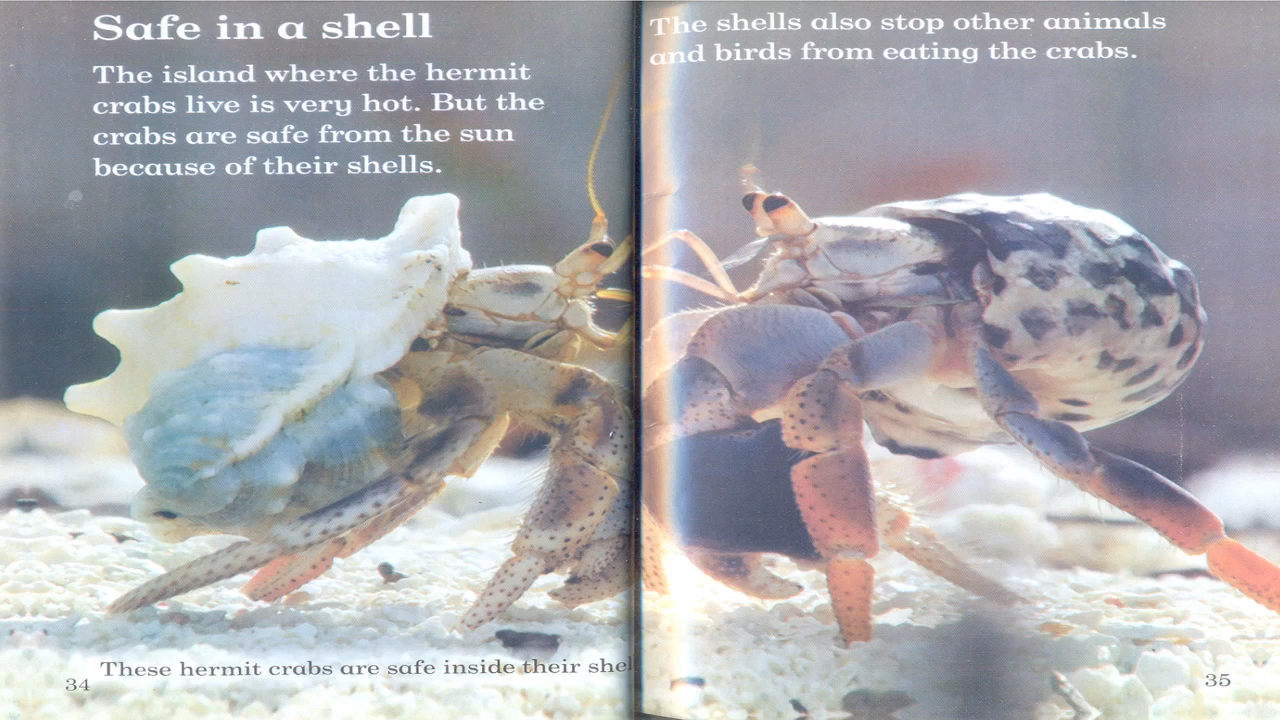 Safe in a shell
The island where the hermit
crabs live is very hot. But the
crabs are safe from the sun
because of their shells.
These hermit crabs are safe inside their shel
34
The shells also stop other animals
and birds from eating the crabs.
35